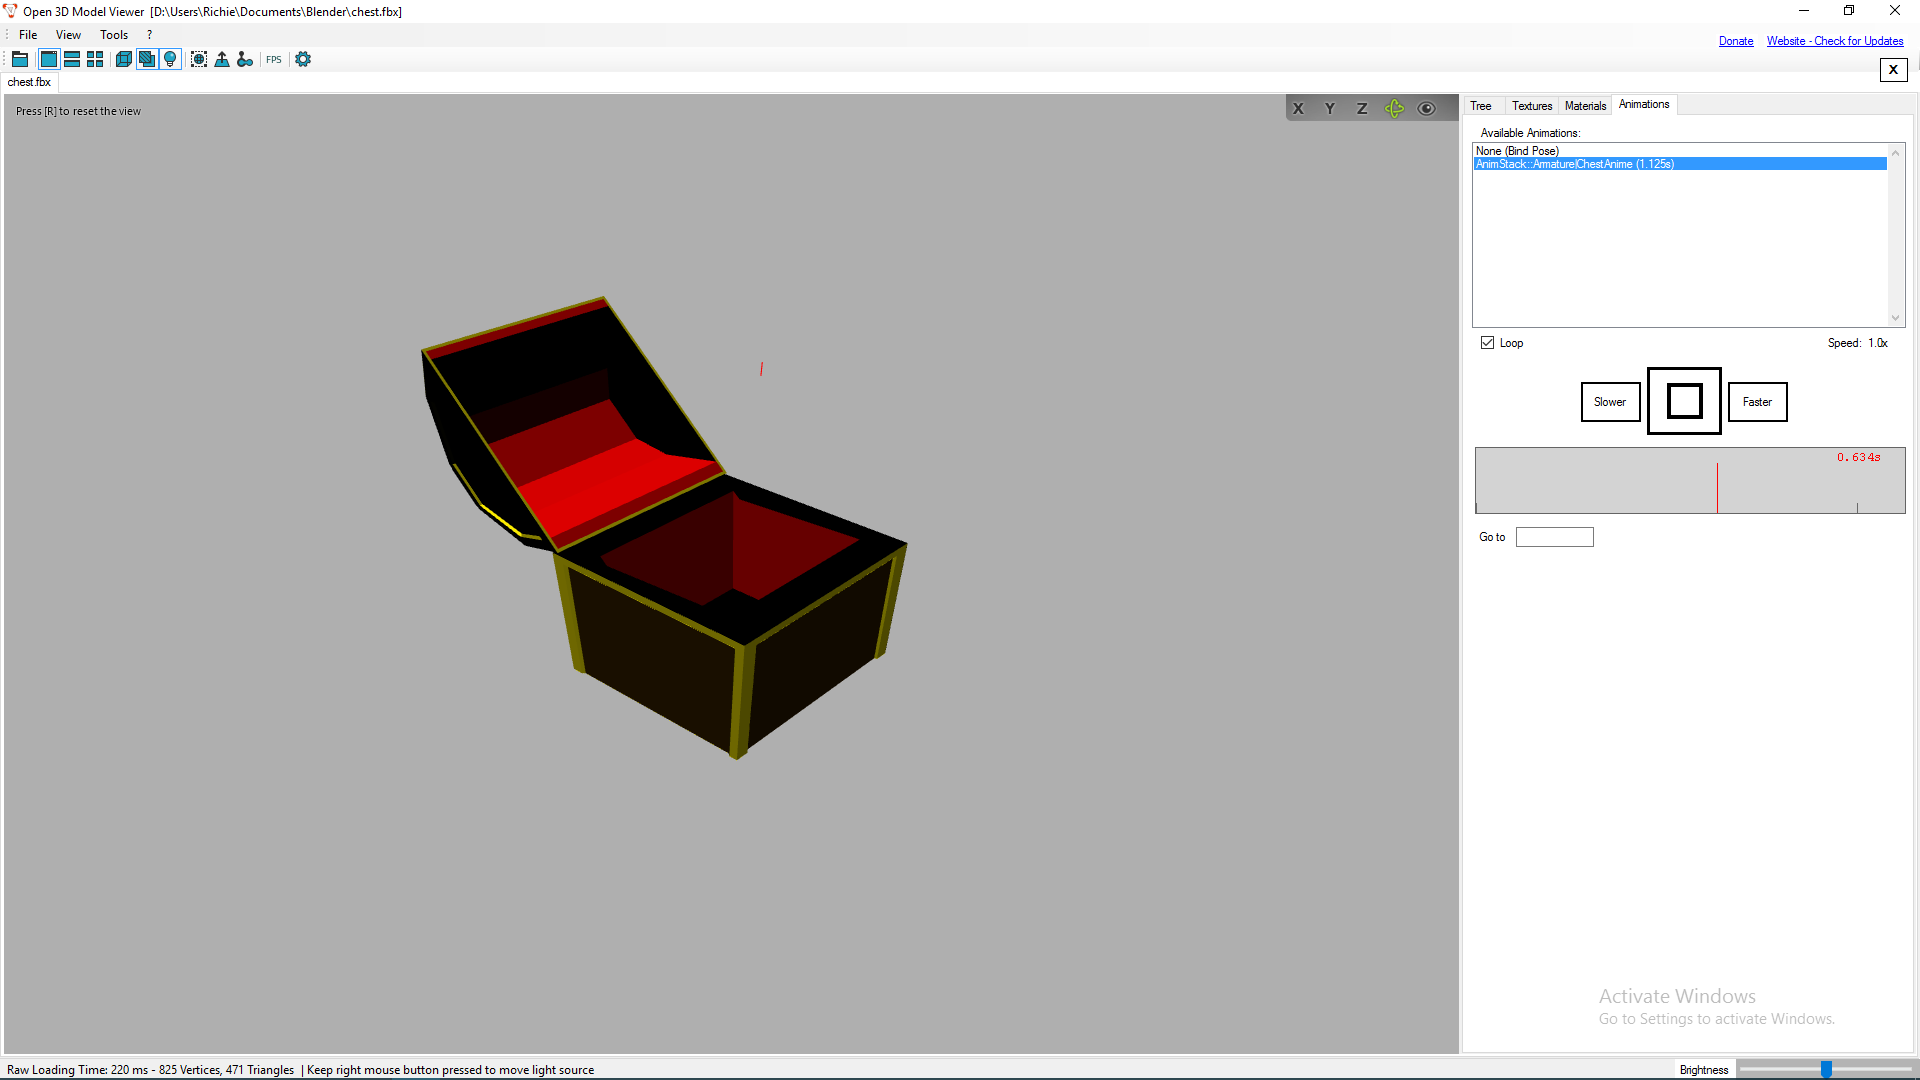 Open 3D Model Viewer [D:\Users\Richie\Documents\Blender\chest.fbx]
File View Tools ?
Donate Website - Check for Updates
FPS
X
chest.fbx
Press [R] to reset the view
X Y Z
Tree Textures Materials Animations
Available Animations:
None (Bind Pose)
AnimStack::Armature|ChestAnime (1.125s)
Loop
Speed: 1.0x
Slower
Faster
0.634s
Go to
Activate Windows
Go to Settings to activate Windows.
Raw Loading Time: 220 ms - 825 Vertices, 471 Triangles | Keep right mouse button pressed to move light source
Brightness